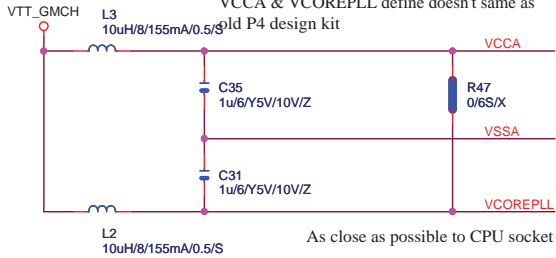 VCCA & VCOREPLL define doesn't same as
old P4 design kit
VTT_GMCH
L3
10uH/8/155mA/0.5/S
VCCA
C35
1u/6/Y5V/10V/Z
R47
0/6S/X
VSSA
C31
1u/6/Y5V/10V/Z
VCOREPLL
L2
10uH/8/155mA/0.5/S
As close as possible to CPU socket